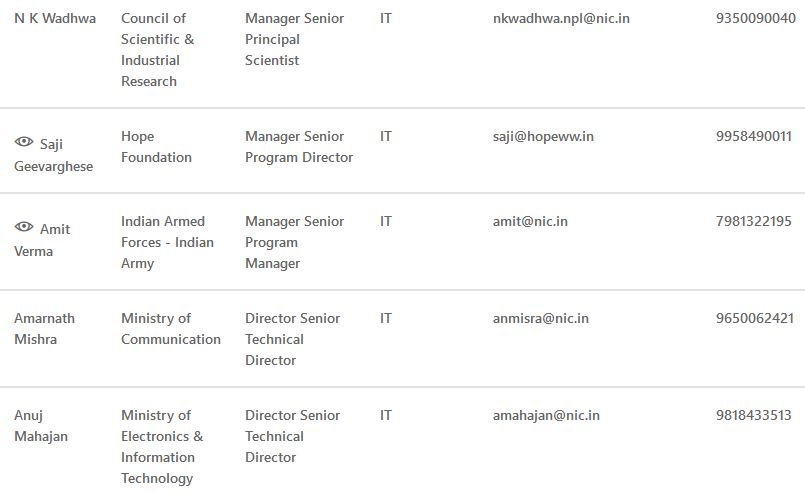 N K Wadhwa Council of Manager Senior IT nkwadhwa.npl@nic.in 9350090040
Scientific & Principal
Industrial Scientist
Research
Saji Hope Manager Senior IT saji@hopeww.in 9958490011
Geevarghese Foundation Program Director
Amit Indian Armed Manager Senior IT amit@nic.in 7981322195
Verma Forces - Indian Program
Army Manager
Amarnath Ministry of Director Senior IT anmisra@nic.in 9650062421
Mishra Communication Technical
Director
Anuj Ministry of Director Senior IT amahajan@nic.in 9818433513
Mahajan Electronics & Technical
Information Director
Technology